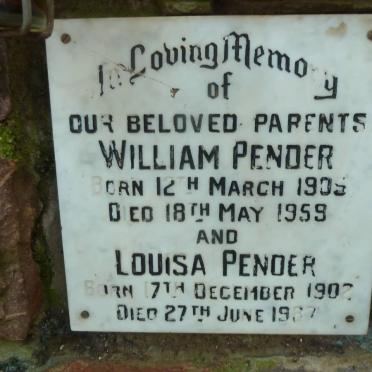 In Loving Memory
of
OUR BELOVED PARENTS
WILLIAM PENDER
BORN 12TH MARCH
DIED 18TH MAY 1959
AND
LOUISA PENDER
BORN 17TH DECEMBER 1902
DIED 27TH JUNE